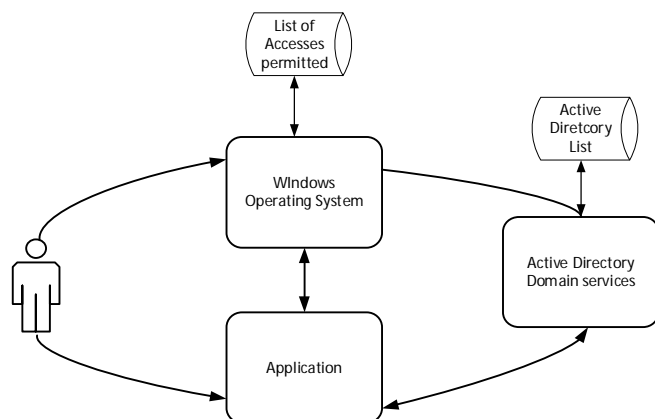 List of
Accesses
permitted
Active
Diretcory
List
WIndows
Operating System
Active Directory
Domain services
Application